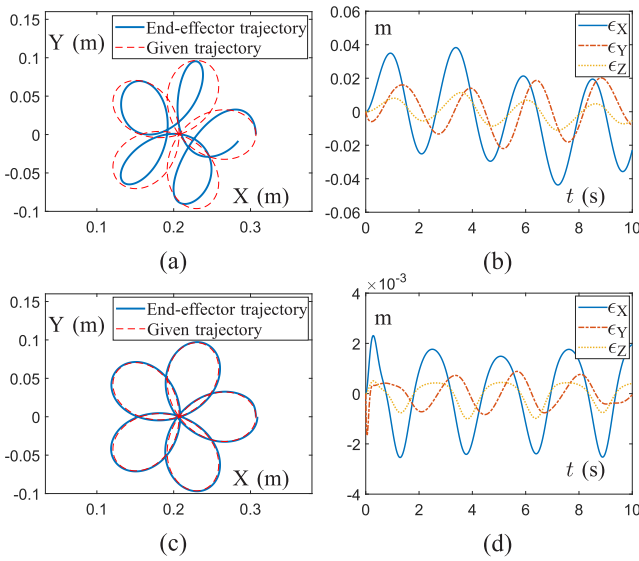 Y (m)
End-effector trajectory
Given trajectory
0.15
0.1
0.05
0
-0.05
-0.1
0.1
0.2
0.3
X (m)
(a)
m
ϵX
ϵY
ϵZ
0.06
0.04
0.02
0
-0.02
-0.04
-0.06
0
2
4
6
8
10
t (s)
(b)
Y (m)
End-effector trajectory
Given trajectory
0.15
0.1
0.05
0
-0.05
-0.1
0.1
0.2
0.3
X (m)
(c)
×10⁻³
m
ϵX
ϵY
ϵZ
4
2
0
-2
-4
0
2
4
6
8
10
t (s)
(d)